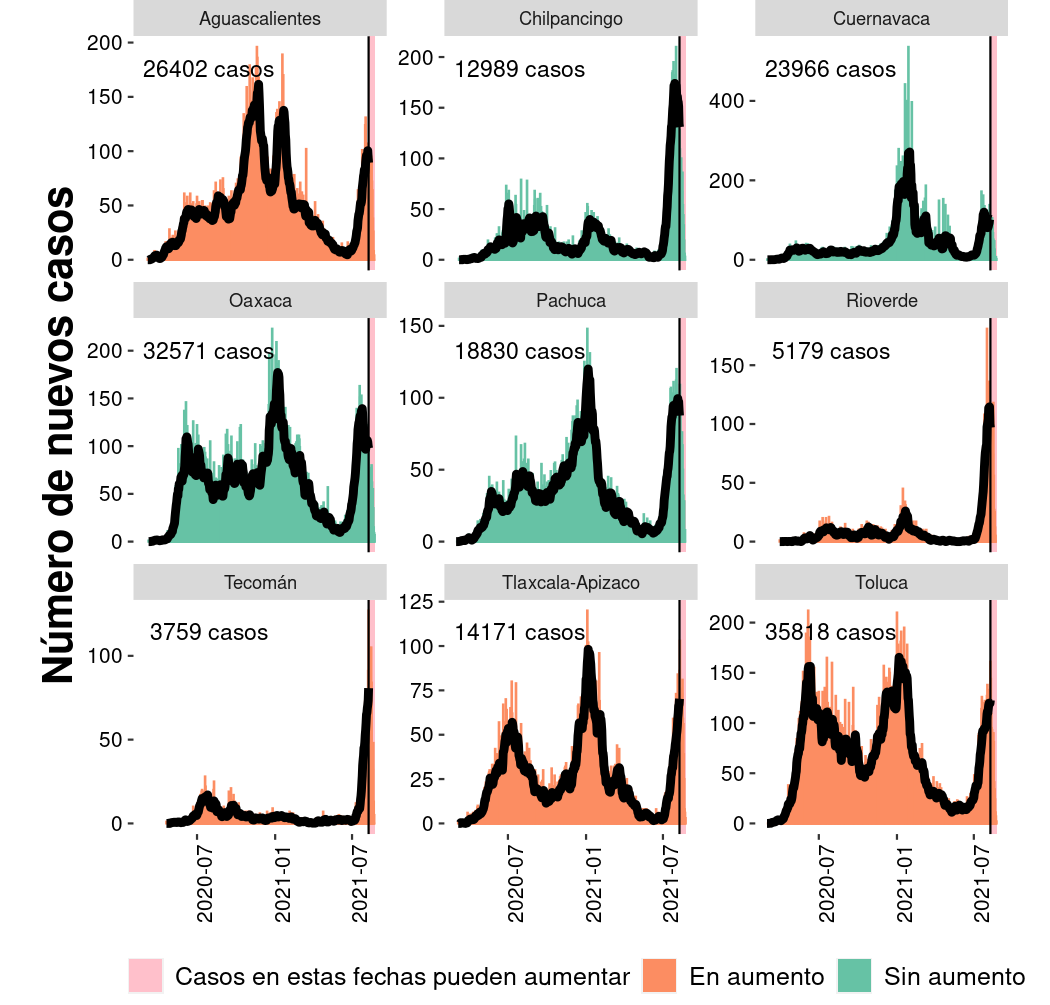 Número de nuevos casos
Aguascalientes
Chilpancingo
Cuernavaca
200
150
100
50
0
26402 casos
200
150
100
50
0
12989 casos
400
200
0
23966 casos
Oaxaca
Pachuca
Rioverde
200
150
100
50
0
32571 casos
150
100
50
0
18830 casos
150
100
50
0
5179 casos
Tecomán
Tlaxcala-Apizaco
Toluca
100
50
0
3759 casos
125
100
75
50
25
0
14171 casos
200
150
100
50
0
35818 casos
2020-07
2021-01
2021-07
2020-07
2021-01
2021-07
2020-07
2021-01
2021-07
Casos en estas fechas pueden aumentar
En aumento
Sin aumento